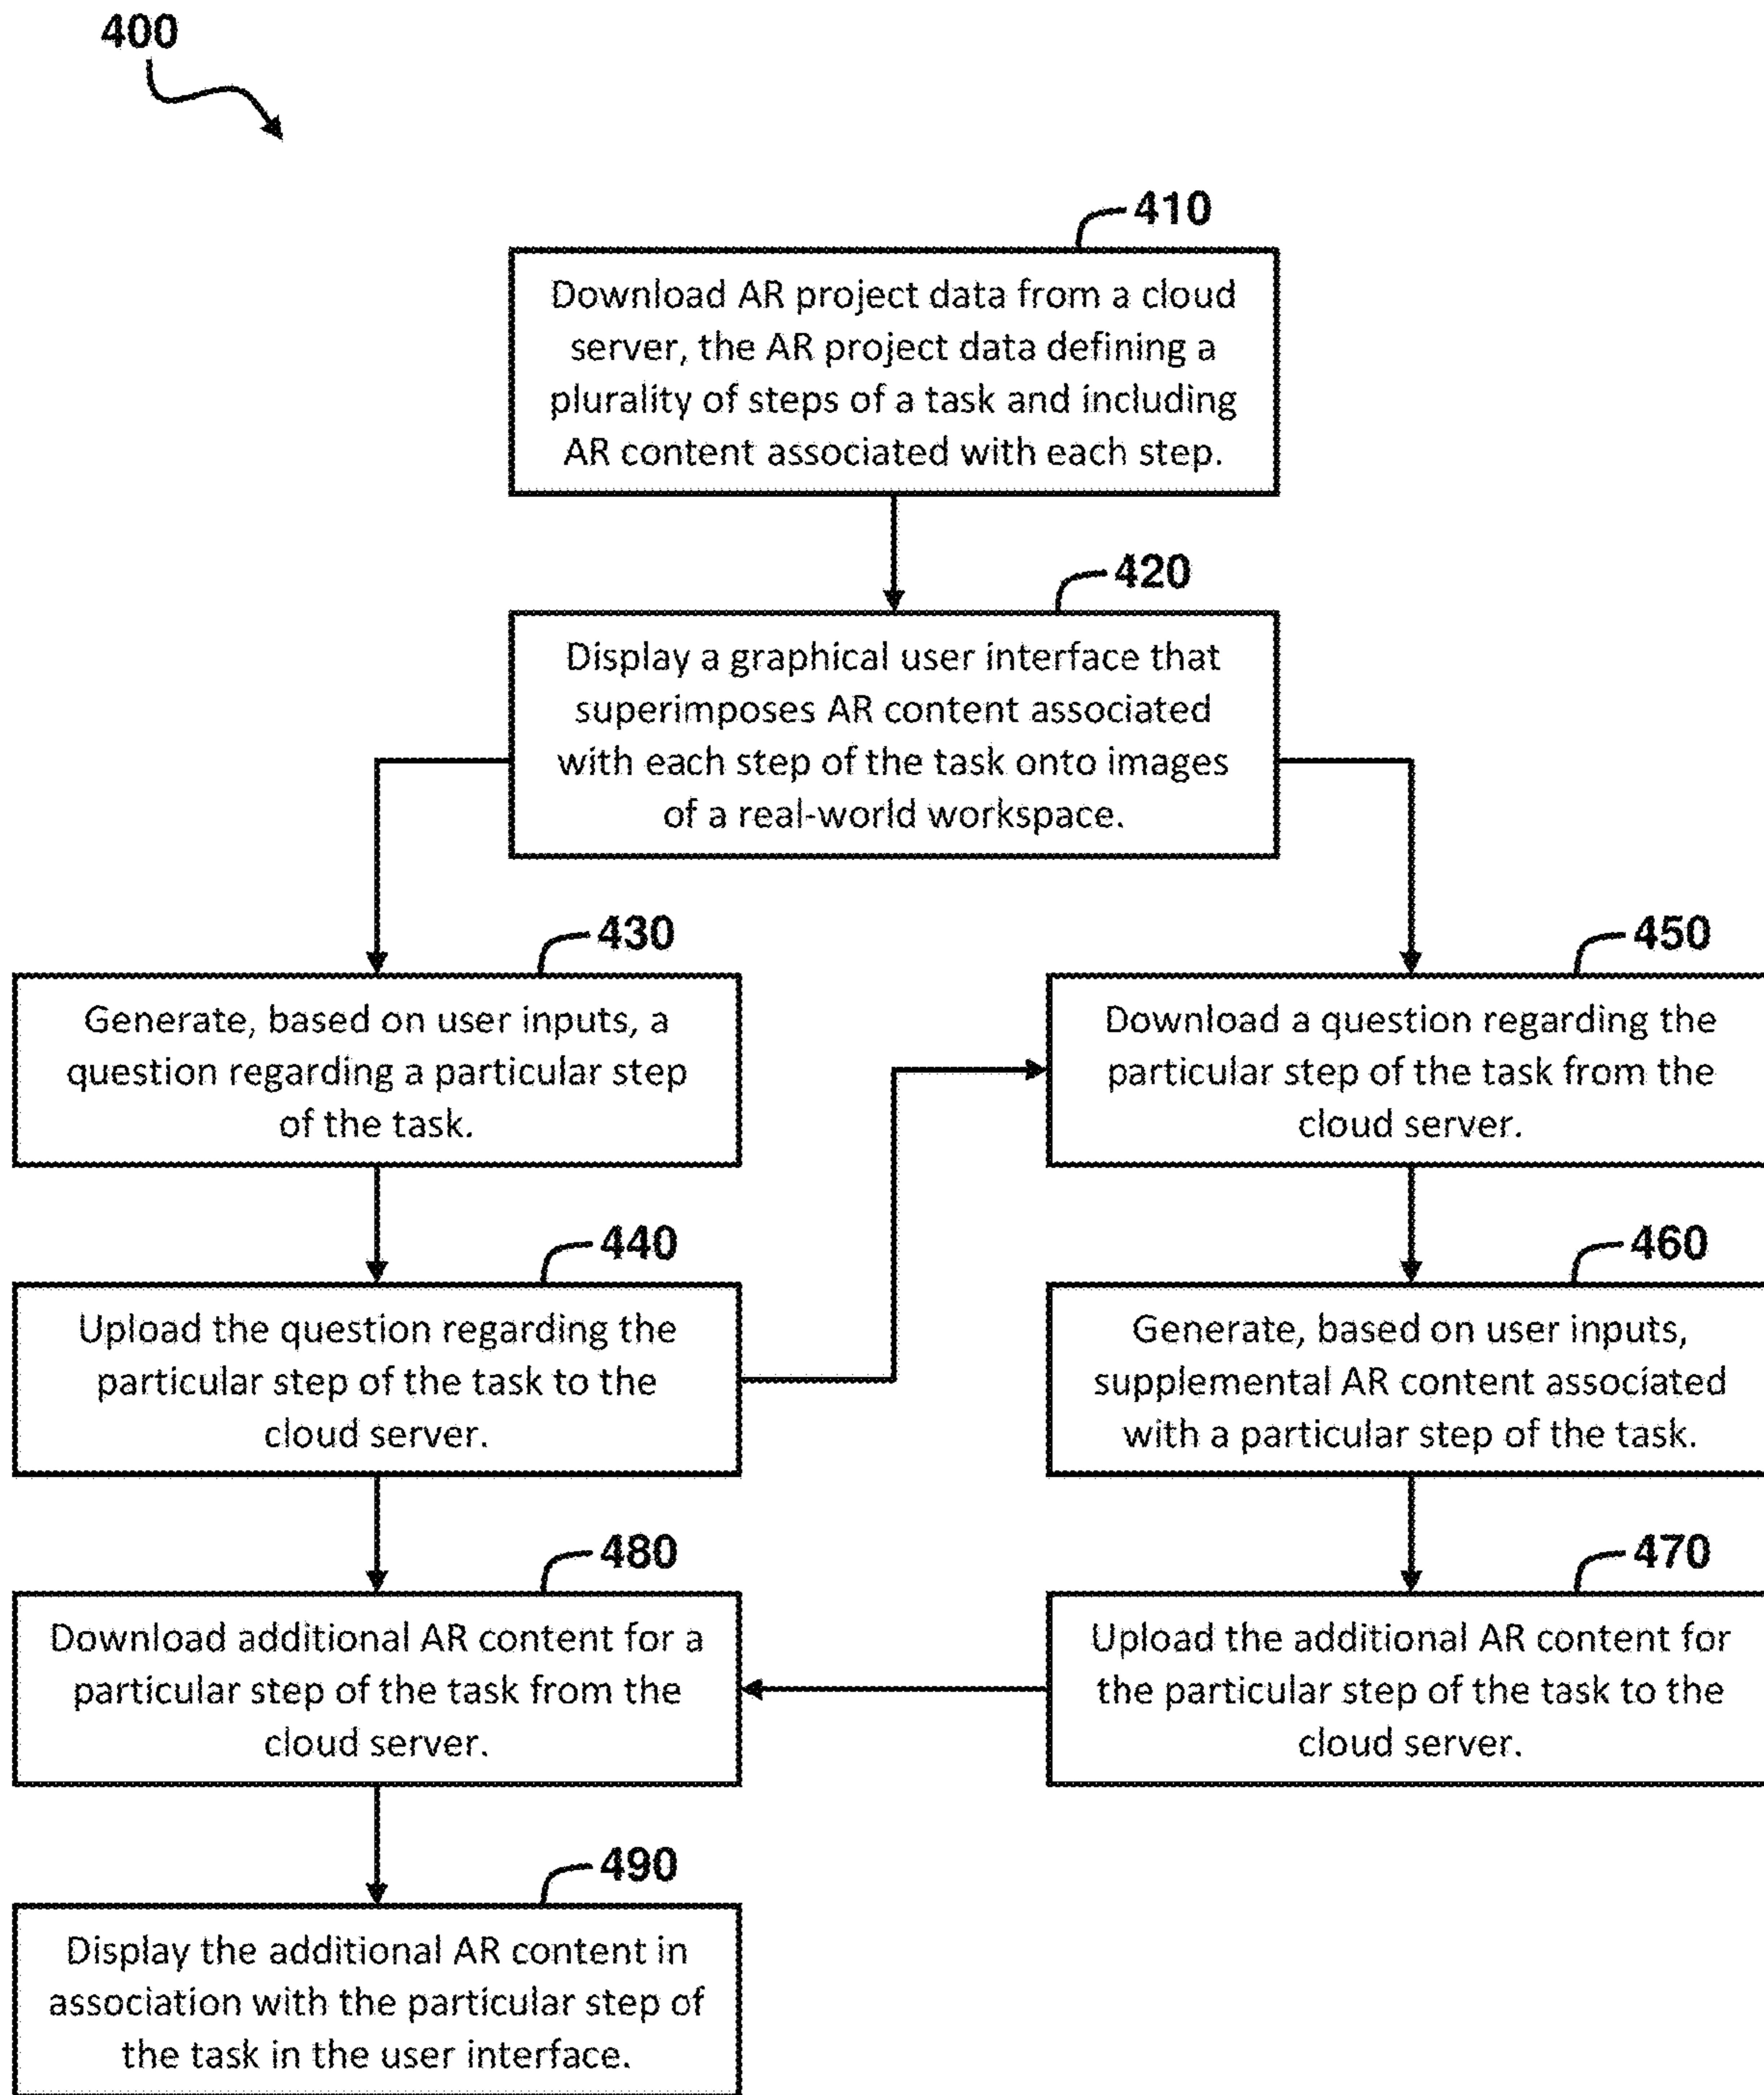 400
410
Download AR project data from a cloud
server, the AR project data defining a
plurality of steps of a task and including
AR content associated with each step.
420
Display a graphical user interface that
superimposes AR content associated
with each step of the task onto images
of a real-world workspace.
430
Generate, based on user inputs, a
question regarding a particular step
of the task.
440
Upload the question regarding the
particular step of the task to the
cloud server.
450
Download a question regarding the
particular step of the task from the
cloud server.
460
Generate, based on user inputs,
supplemental AR content associated
with a particular step of the task.
470
Upload the additional AR content for
the particular step of the task to the
cloud server.
480
Download additional AR content for a
particular step of the task from the
cloud server.
490
Display the additional AR content in
association with the particular step of
the task in the user interface.